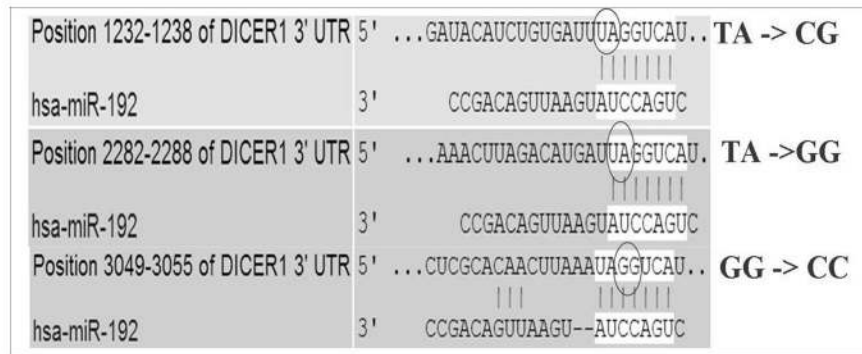 Position 1232-1238 of DICER1 3' UTR 5' ...GAUACAUCUGUGAUUUAGGUCAU.. TA -> CG
hsa-miR-192 3' CCGACAGUUAAGUAUCCAGUC
Position 2282-2288 of DICER1 3' UTR 5' ...AAACUUAGACAUGAUUAGGUCAU. TA ->GG
hsa-miR-192 3' CCGACAGUUAAGUAUCCAGUC
Position 3049-3055 of DICER1 3' UTR 5' ...CUCGCACAACUUAAAUAGGUCAU.. GG -> CC
hsa-miR-192 3' CCGACAGUUAAGU--AUCCAGUC